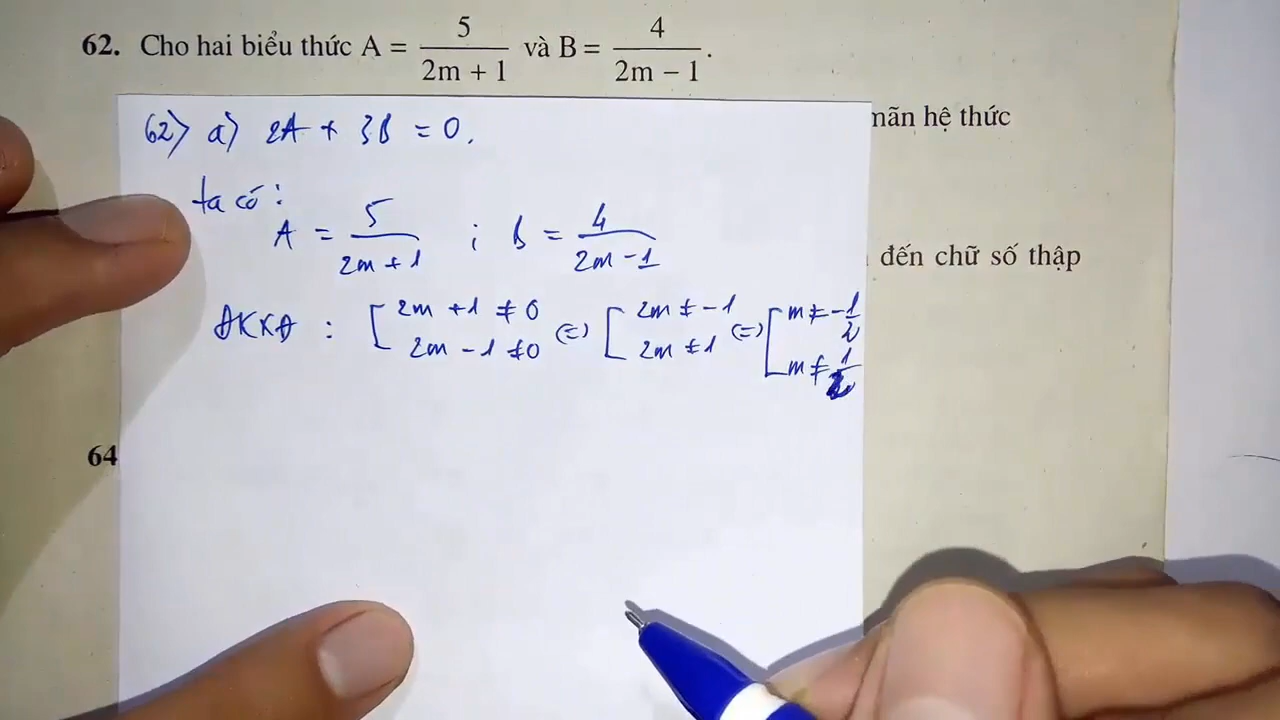 62. Cho hai biểu thức A = 5/(2m + 1) và B = 4/(2m − 1).
mãn hệ thức
62) a) 2A + 3B = 0.
ta có:
A = 5/(2m + 1) ; B = 4/(2m - 1)
đến chữ số thập
ĐKXĐ : [ 2m + 1 ≠ 0 (=) [ 2m ≠ -1 (=) [ m ≠ -1/2
2m - 1 ≠ 0 2m ≠ 1 m ≠ 1/2
64